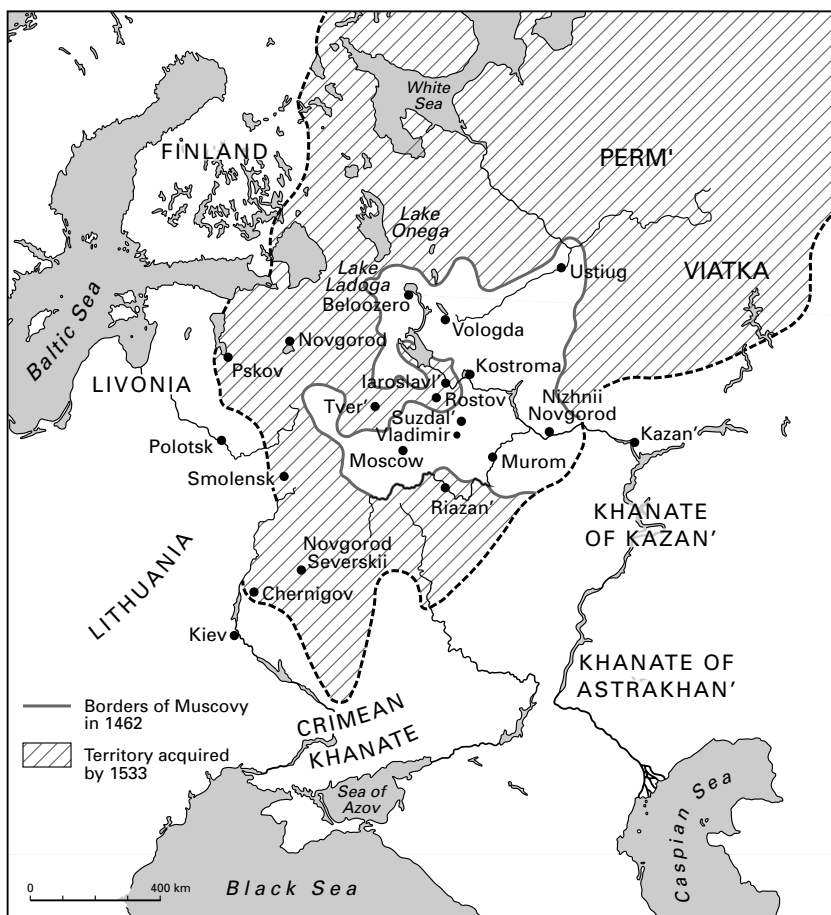 White
Sea
FINLAND
PERM'
Lake
Onega
Lake
Ladoga
Ustiug
VIATKA
Beloozero
Baltic Sea
Vologda
Novgorod
Pskov
Kostroma
LIVONIA
Iaroslavl'
Rostov
Nizhnii
Novgorod
Tver'
Suzdal'
Vladimir
Polotsk
Kazan'
Moscow
Murom
Smolensk
Riazan'
KHANATE
OF KAZAN'
LITHUANIA
Novgorod
Severskii
Chernigov
Kiev
KHANATE OF
ASTRAKHAN'
Borders of Muscovy
in 1462
CRIMEAN
KHANATE
Territory acquired
by 1533
Sea of
Azov
Caspian Sea
0 400 km
Black Sea